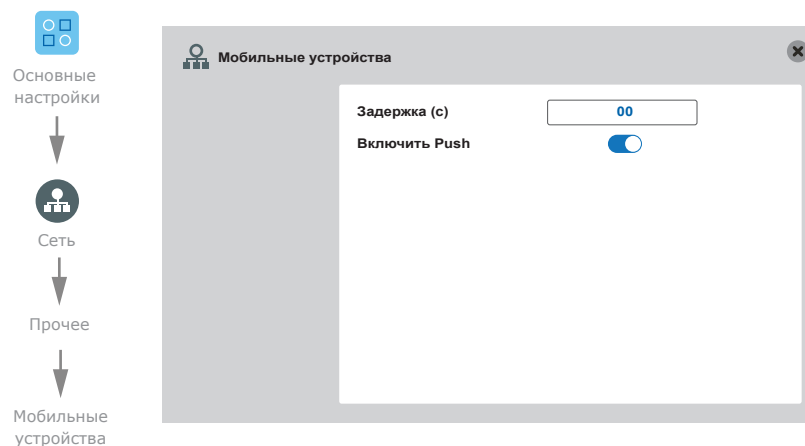 Основные
настройки
Сеть
Прочее
Мобильные
устройства
Мобильные устройства
Задержка (с)
00
Включить Push